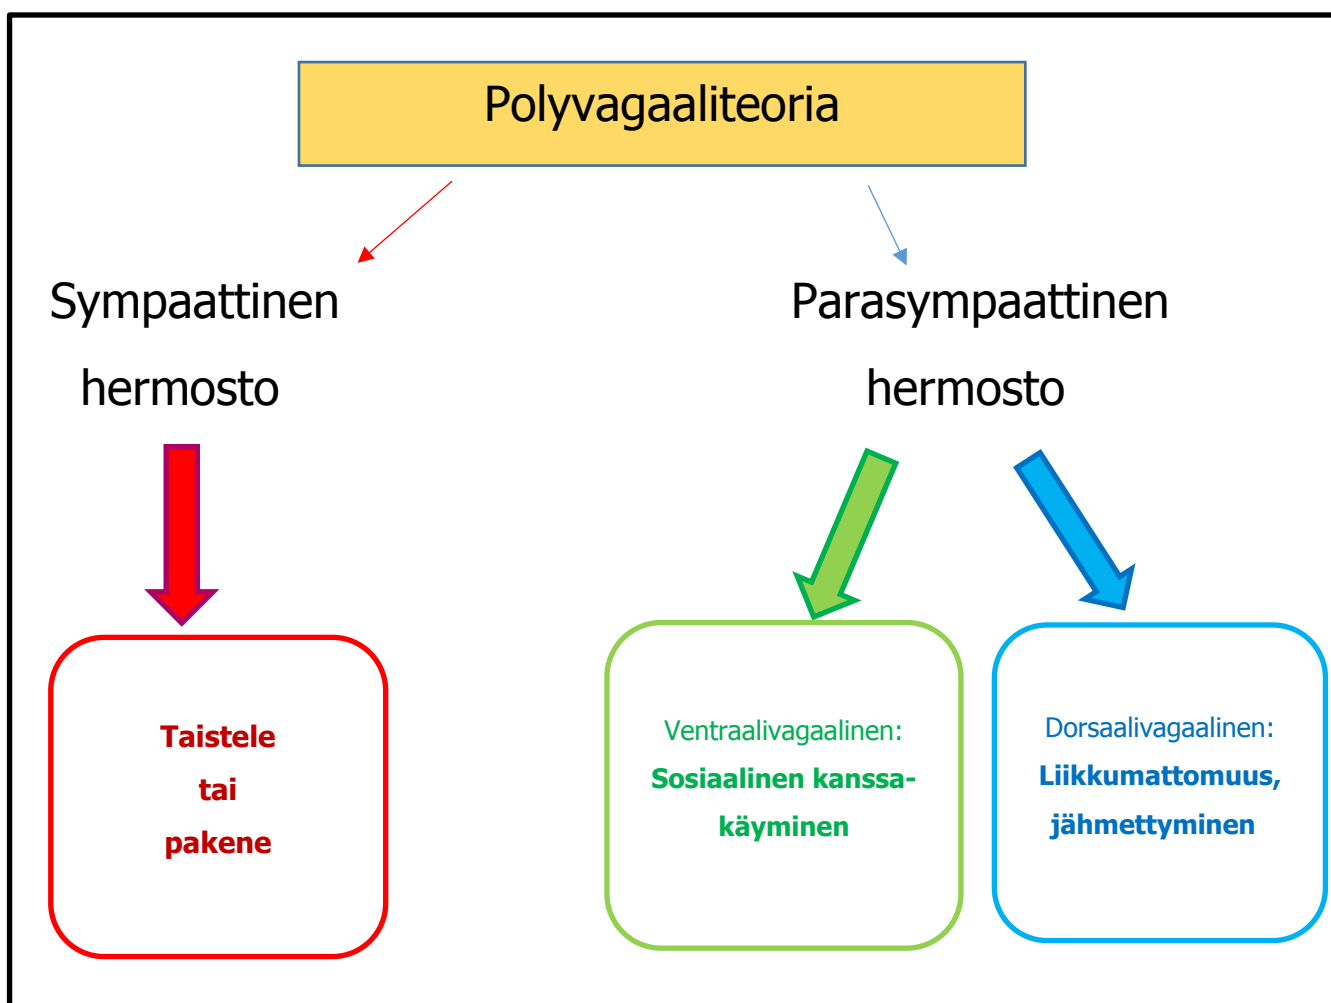 Polyvagaaliteoria
Sympaattinen
hermosto
Parasympaattinen
hermosto
Taistele
tai
pakene
Ventraalivagaalinen:
Sosiaalinen kanssa-
käyminen
Dorsaalivagaalinen:
Liikkumattomuus,
jähmettyminen